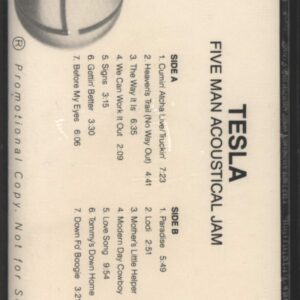 TESLA
FIVE MAN ACOUSTICAL JAM
SIDE A
1. Cumin' Atcha Live/Truckin' 7:23
2. Heaven's Trail (No Way Out) 4:41
3. The Way It Is 6:35
4. We Can Work It Out 2:09
5. Signs 3:15
6. Gettin' Better 3:30
7. Before My Eyes 6:06
SIDE B
1. Paradise 5:49
2. Lodi 2:51
3. Mother's Little Helper
4. Modern Day Cowboy
5. Love Song 9:54
6. Tommy's Down Home
7. Down Fo' Boogie 3:2
® Promotional Copy. Not for S